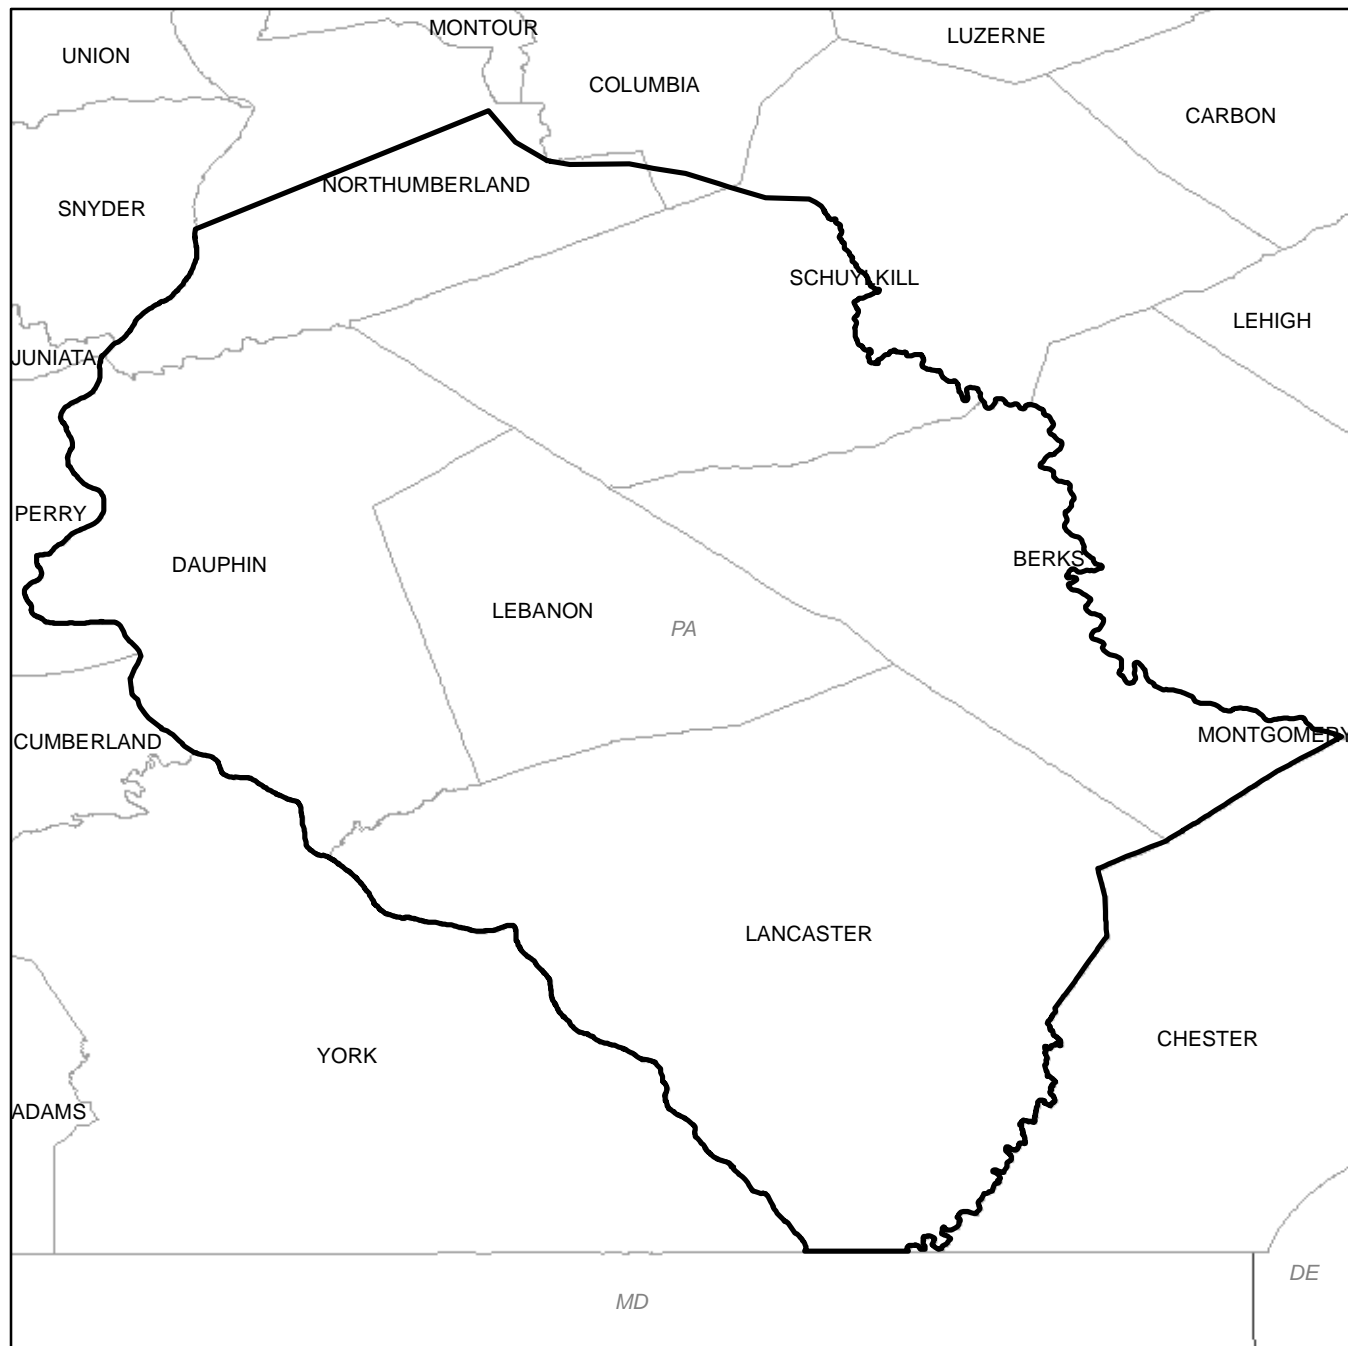 MONTOUR
LUZERNE
UNION
COLUMBIA
CARBON
NORTHUMBERLAND
SNYDER
SCHUYLKILL
LEHIGH
JUNIATA
PERRY
BERKS
DAUPHIN
LEBANON
PA
MONTGOMERY
CUMBERLAND
LANCASTER
CHESTER
YORK
ADAMS
DE
MD